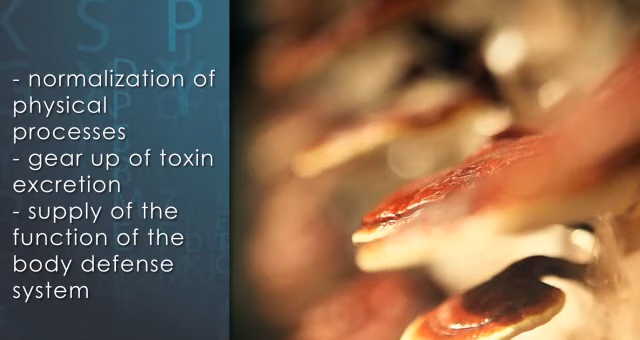 - normalization of
physical
processes
- gear up of toxin
excretion
- supply of the
function of the
body defense
system